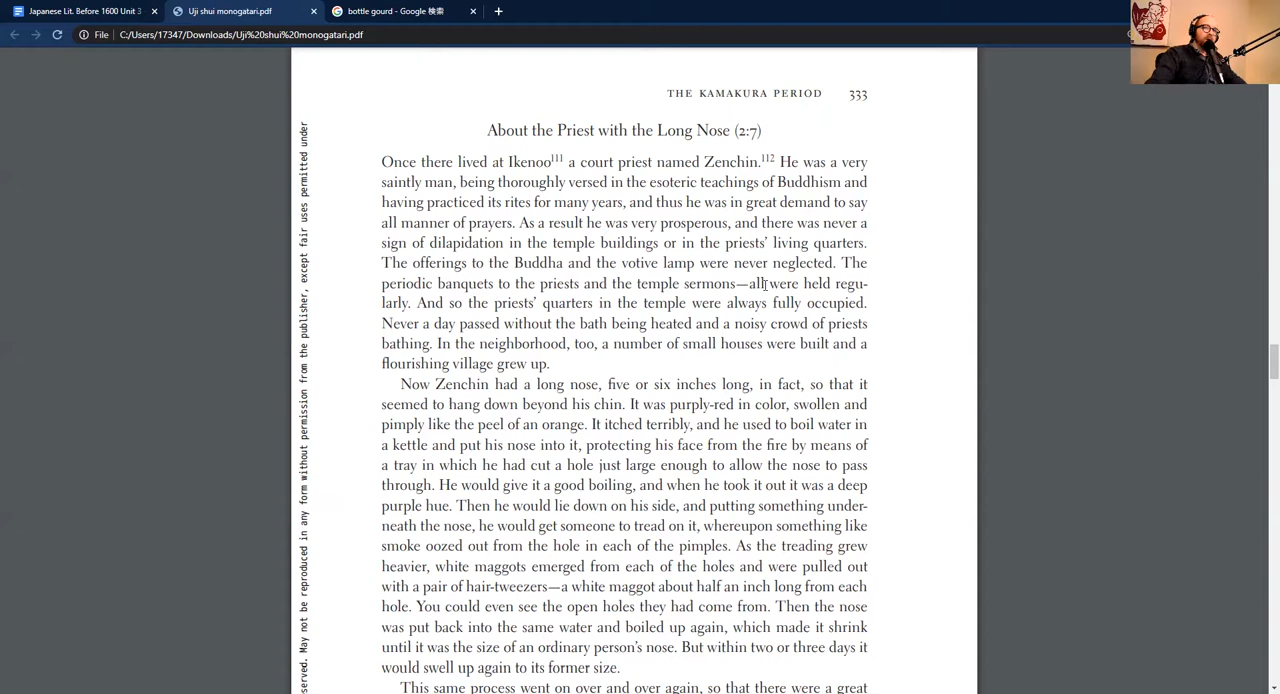 Japanese Lit. Before 1600 Unit 3
Uji shui monogatari.pdf
bottle gourd - Google 検索
File
C:/Users/17347/Downloads/Uji%20shui%20monogatari.pdf
THE KAMAKURA PERIOD 333
About the Priest with the Long Nose (2:7)
Once there lived at Ikenoo111 a court priest named Zenchin.112 He was a very
saintly man, being thoroughly versed in the esoteric teachings of Buddhism and
having practiced its rites for many years, and thus he was in great demand to say
all manner of prayers. As a result he was very prosperous, and there was never a
sign of dilapidation in the temple buildings or in the priests' living quarters.
The offerings to the Buddha and the votive lamp were never neglected. The
periodic banquets to the priests and the temple sermons—all were held regu-
larly. And so the priests' quarters in the temple were always fully occupied.
Never a day passed without the bath being heated and a noisy crowd of priests
bathing. In the neighborhood, too, a number of small houses were built and a
flourishing village grew up.
Now Zenchin had a long nose, five or six inches long, in fact, so that it
seemed to hang down beyond his chin. It was purply-red in color, swollen and
pimply like the peel of an orange. It itched terribly, and he used to boil water in
a kettle and put his nose into it, protecting his face from the fire by means of
a tray in which he had cut a hole just large enough to allow the nose to pass
through. He would give it a good boiling, and when he took it out it was a deep
purple hue. Then he would lie down on his side, and putting something under-
neath the nose, he would get someone to tread on it, whereupon something like
smoke oozed out from the hole in each of the pimples. As the treading grew
heavier, white maggots emerged from each of the holes and were pulled out
with a pair of hair-tweezers—a white maggot about half an inch long from each
hole. You could even see the open holes they had come from. Then the nose
was put back into the same water and boiled up again, which made it shrink
until it was the size of an ordinary person's nose. But within two or three days it
would swell up again to its former size.
This same process went on over and over again, so that there were a great
served. May not be reproduced in any form without permission from the publisher, except fair uses permitted under